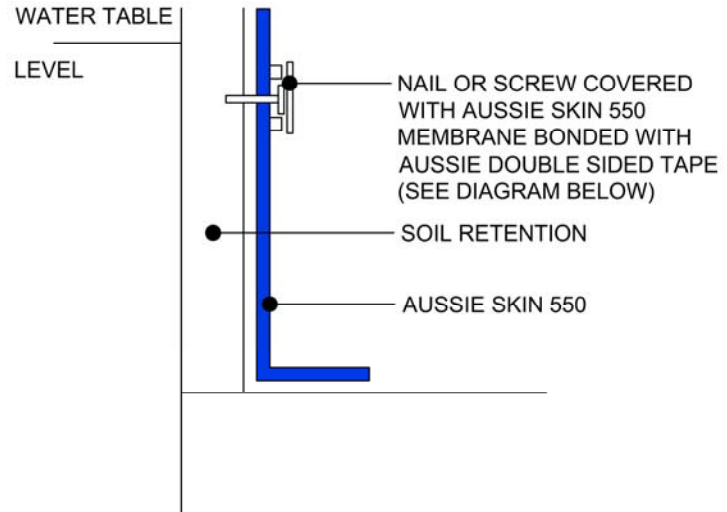 WATER TABLE
LEVEL
NAIL OR SCREW COVERED
WITH AUSSIE SKIN 550
MEMBRANE BONDED WITH
AUSSIE DOUBLE SIDED TAPE
(SEE DIAGRAM BELOW)
SOIL RETENTION
AUSSIE SKIN 550